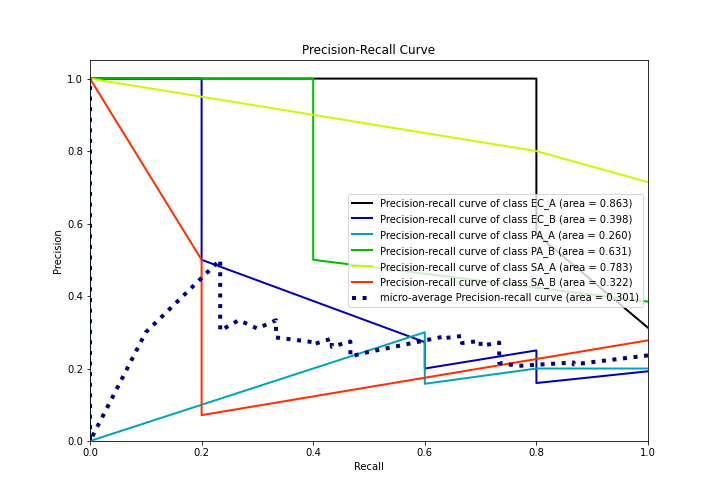 Precision-Recall Curve
1.0
0.8
0.6
0.4
0.2
0.0
Precision
Precision-recall curve of class EC_A (area = 0.863)
Precision-recall curve of class EC_B (area = 0.398)
Precision-recall curve of class PA_A (area = 0.260)
Precision-recall curve of class PA_B (area = 0.631)
Precision-recall curve of class SA_A (area = 0.783)
Precision-recall curve of class SA_B (area = 0.322)
micro-average Precision-recall curve (area = 0.301)
0.0 0.2 0.4 0.6 0.8 1.0
Recall